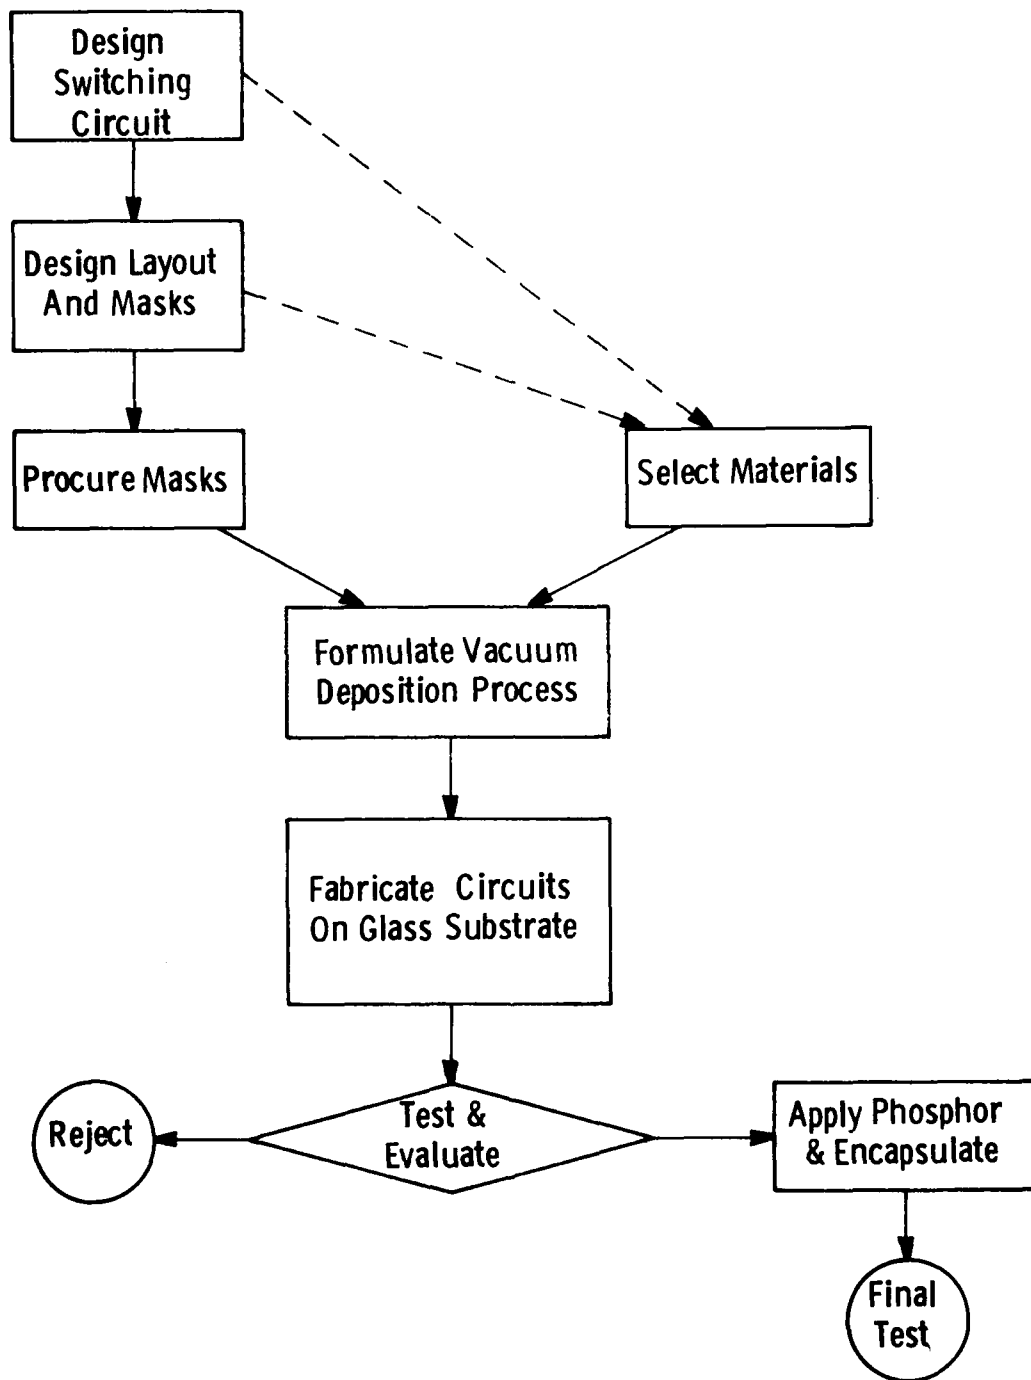 Design
Switching
Circuit
Design Layout
And Masks
Procure Masks
Select Materials
Formulate Vacuum
Deposition Process
Fabricate Circuits
On Glass Substrate
Reject
Test &
Evaluate
Apply Phosphor
& Encapsulate
Final
Test